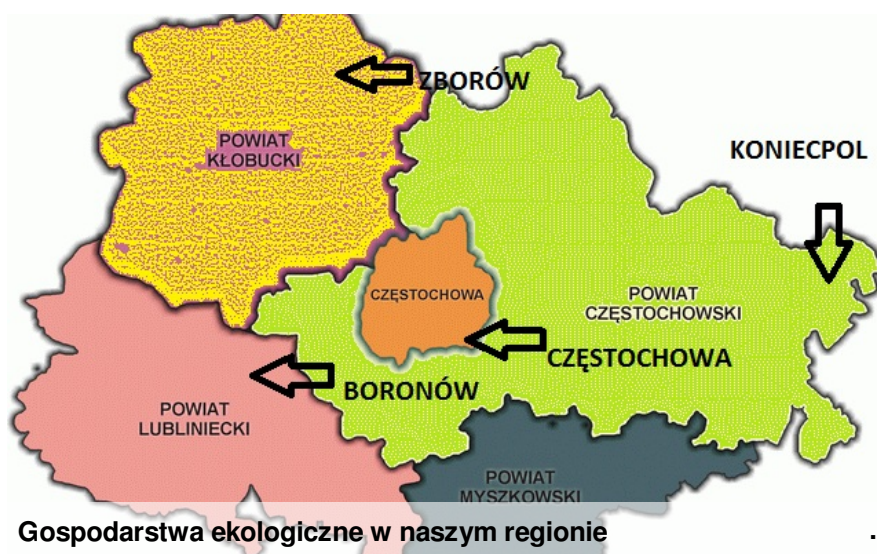 ZBORÓW
POWIAT
KŁOBUCKI
KONIECPOL
CZĘSTOCHOWA
POWIAT
CZĘSTOCHOWSKI
CZĘSTOCHOWA
BORONÓW
POWIAT
LUBLINIECKI
POWIAT
MYSZKOWSKI
Gospodarstwa ekologiczne w naszym regionie .